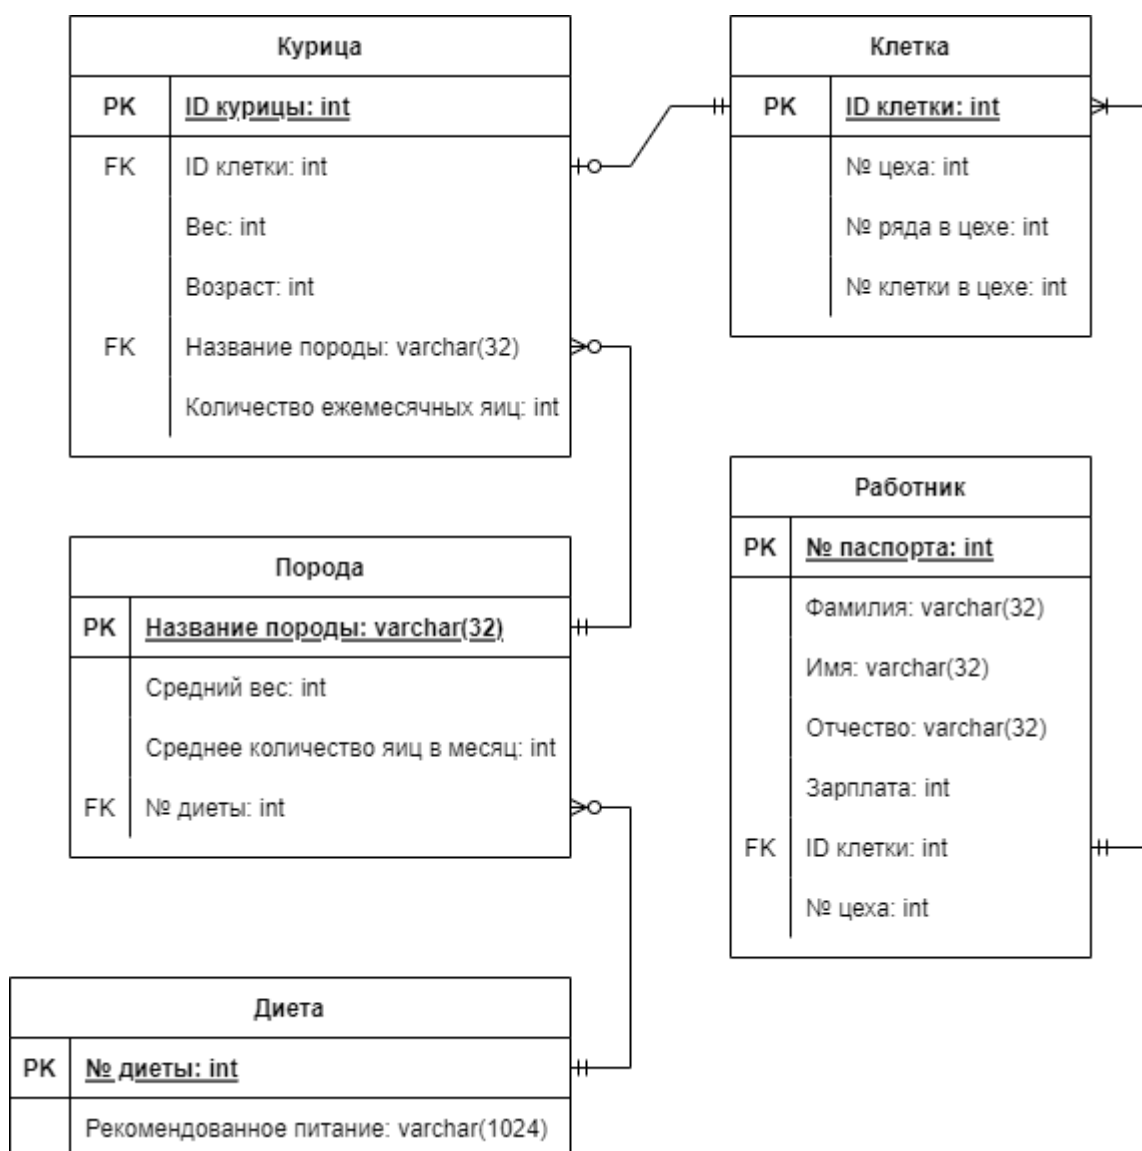 Курица
PK ID курицы: int
FK ID клетки: int
Вес: int
Возраст: int
FK Название породы: varchar(32)
Количество ежемесячных яиц: int
Клетка
PK ID клетки: int
№ цеха: int
№ ряда в цехе: int
№ клетки в цехе: int
Порода
PK Название породы: varchar(32)
Средний вес: int
Среднее количество яиц в месяц: int
FK № диеты: int
Работник
PK № паспорта: int
Фамилия: varchar(32)
Имя: varchar(32)
Отчество: varchar(32)
Зарплата: int
FK ID клетки: int
№ цеха: int
Диета
PK № диеты: int
Рекомендованное питание: varchar(1024)